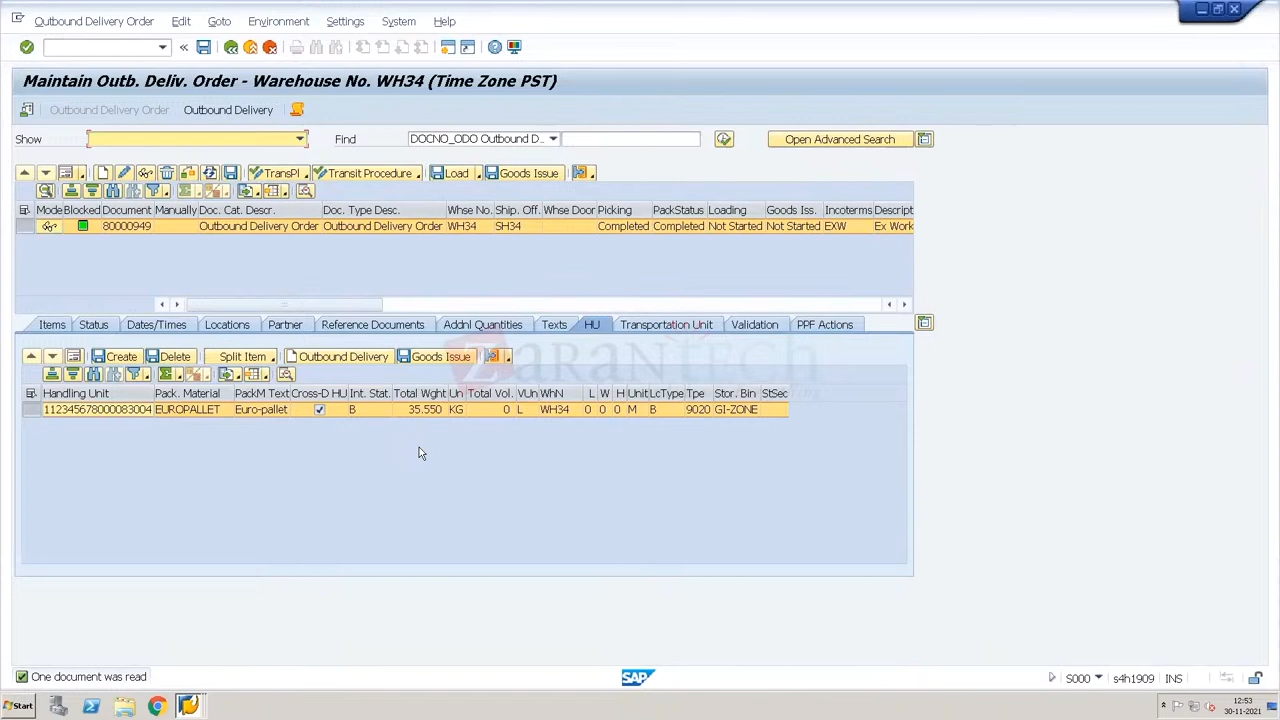 Outbound Delivery Order Edit Goto Environment Settings System Help
Maintain Outb. Deliv. Order - Warehouse No. WH34 (Time Zone PST)
Outbound Delivery Order Outbound Delivery
Show Find DOCNO_ODO Outbound D.. Open Advanced Search
TransPl Transit Procedure Load Goods Issue
Mode Blocked Document Manually Doc. Cat. Descr. Doc. Type Desc. Whse No. Ship. Off. Whse Door Picking PackStatus Loading Goods Iss. Incoterms Descript
80000949 Outbound Delivery Order Outbound Delivery Order WH34 SH34 Completed Completed Not Started Not Started EXW Ex Work
Items Status Dates/Times Locations Partner Reference Documents Addnl Quantities Texts HU Transportation Unit Validation PPF Actions
Create Delete Split Item Outbound Delivery Goods Issue
Handling Unit Pack. Material PackM Text Cross-D HU Int. Stat. Total Wght Un Total Vol. VUn WhN L W H Unit LcType Tpe Stor. Bin StSec
112345678000083004 EUROPALLET Euro-pallet B 35.550 KG 0 L WH34 0 0 0 M B 9020 GI-ZONE
One document was read
SAP
S000 s4h1909 INS
Start
12:53
30-11-2021